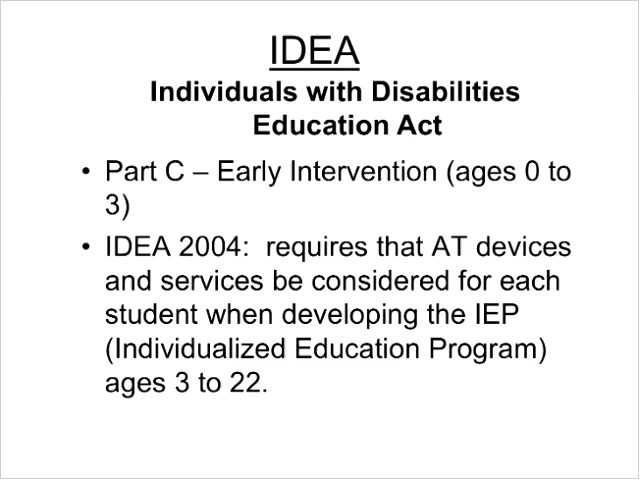 IDEA
Individuals with Disabilities
Education Act
• Part C – Early Intervention (ages 0 to
3)
• IDEA 2004:  requires that AT devices
and services be considered for each
student when developing the IEP
(Individualized Education Program)
ages 3 to 22.